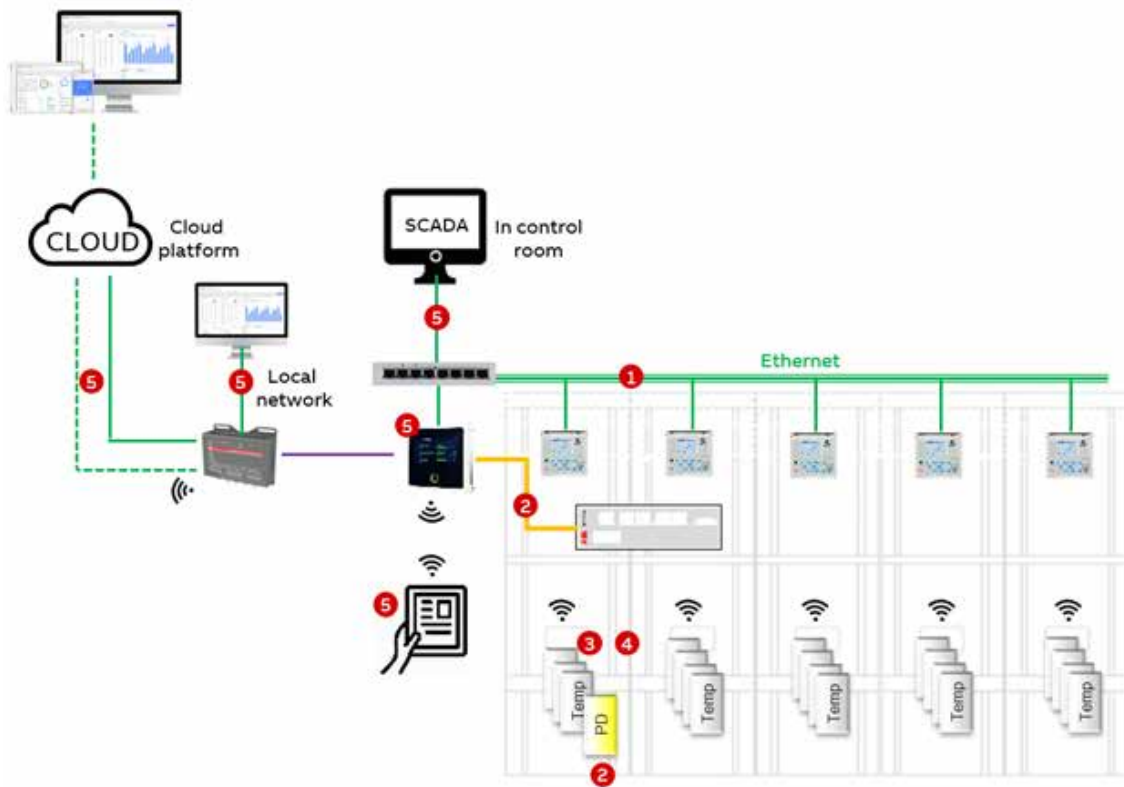 CLOUD
Cloud
platform
SCADA
In control
room
5
5
5
Local
network
1
Ethernet
5
2
ABB
5
3
4
Temp
Temp
Temp
Temp
Temp
PD
2